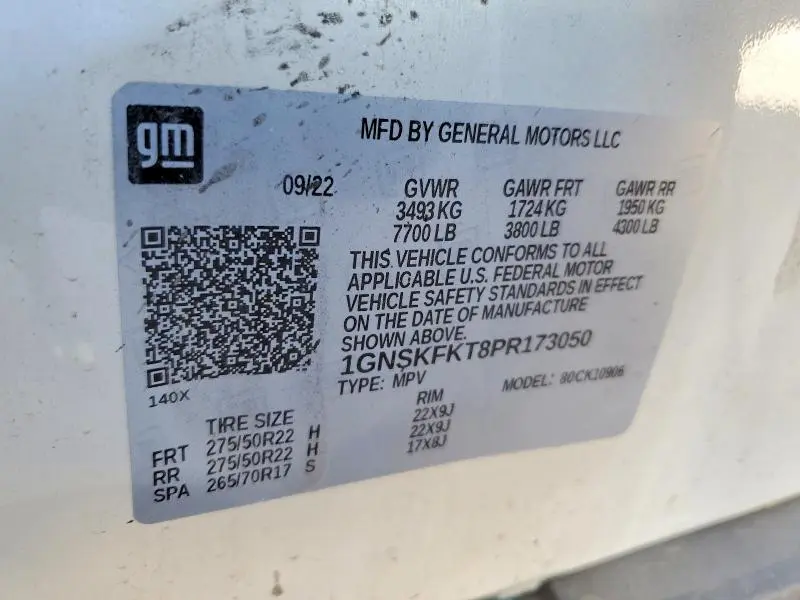 gm
MFD BY GENERAL MOTORS LLC
09/22 GVWR GAWR FRT GAWR RR
3493 KG 1724 KG 1950 KG
7700 LB 3800 LB 4300 LB
THIS VEHICLE CONFORMS TO ALL
APPLICABLE U.S. FEDERAL MOTOR
VEHICLE SAFETY STANDARDS IN EFFECT
ON THE DATE OF MANUFACTURE
SHOWN ABOVE.
1GNSKFKT8PR173050
140X TYPE: MPV MODEL: 80CK10906
TIRE SIZE RIM
FRT 275/50R22 H 22X9J
RR 275/50R22 H 22X9J
SPA 265/70R17 S 17X8J